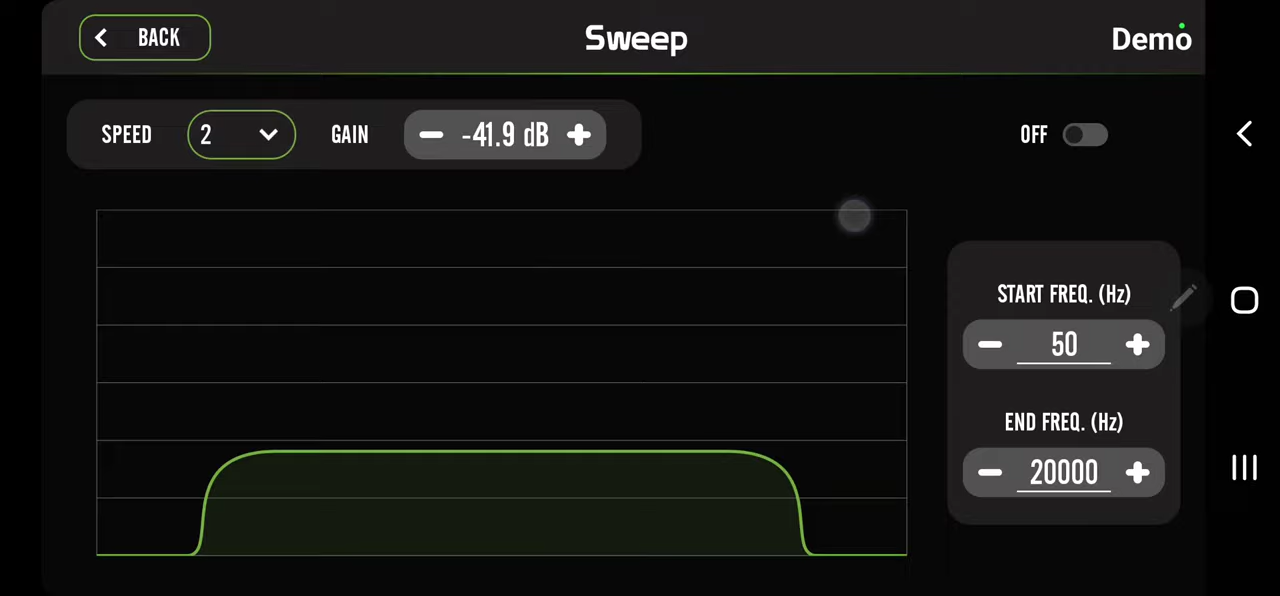 BACK
Sweep
Demo
SPEED
2
GAIN
-41.9 dB
OFF
START FREQ. (Hz)
50
END FREQ. (Hz)
20000